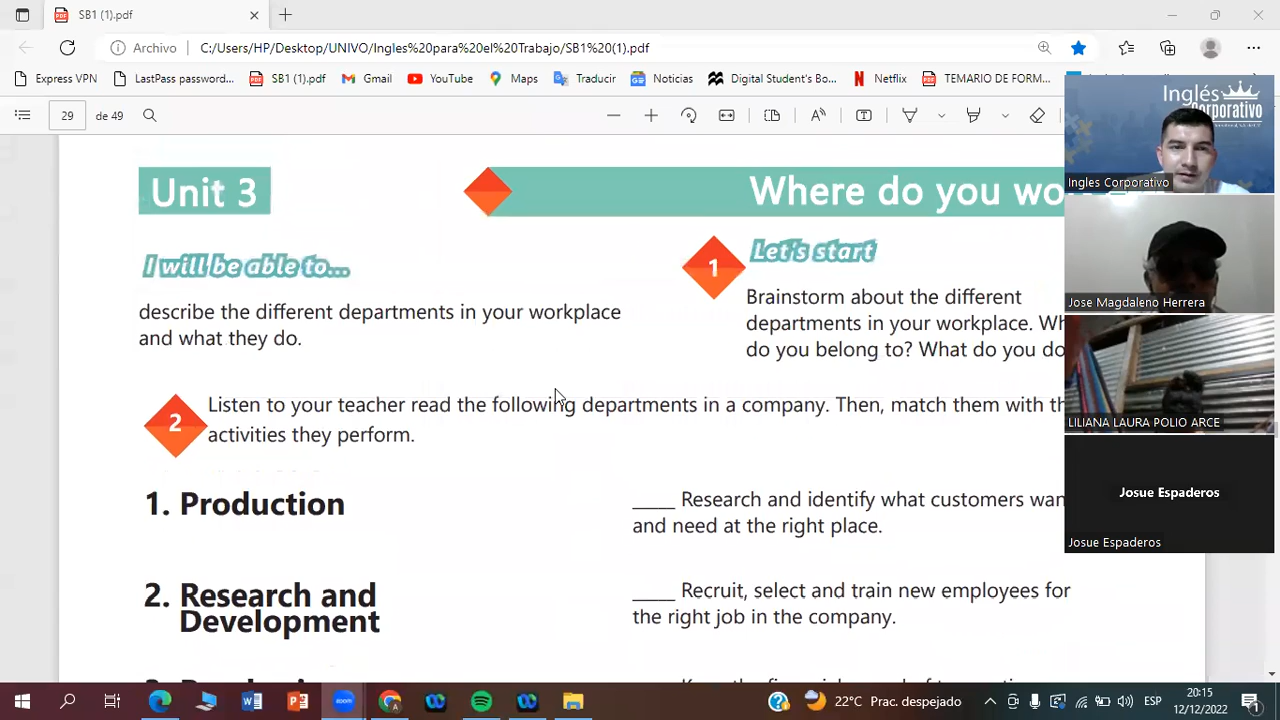 SB1 (1).pdf
Archivo C:/Users/HP/Desktop/UNIVO/Ingles%20para%20el%20Trabajo/SB1%20(1).pdf
Express VPN LastPass password... SB1 (1).pdf Gmail YouTube Maps Traducir Noticias Digital Student's Bo... Netflix TEMARIO DE FORM...
29 de 49
Inglés
Corporativo
Ingles Corporativo
Jose Magdaleno Herrera
LILIANA LAURA POLIO ARCE
Josue Espaderos
Josue Espaderos
Unit 3
Where do you wo
I will be able to...
describe the different departments in your workplace
and what they do.
1
Let's start
Brainstorm about the different
departments in your workplace. Wh
do you belong to? What do you do
2
Listen to your teacher read the following departments in a company. Then, match them with th
activities they perform.
1. Production
____ Research and identify what customers wan
and need at the right place.
2. Research and
Development
____ Recruit, select and train new employees for
the right job in the company.
22°C Prac. despejado
ESP
20:15
12/12/2022